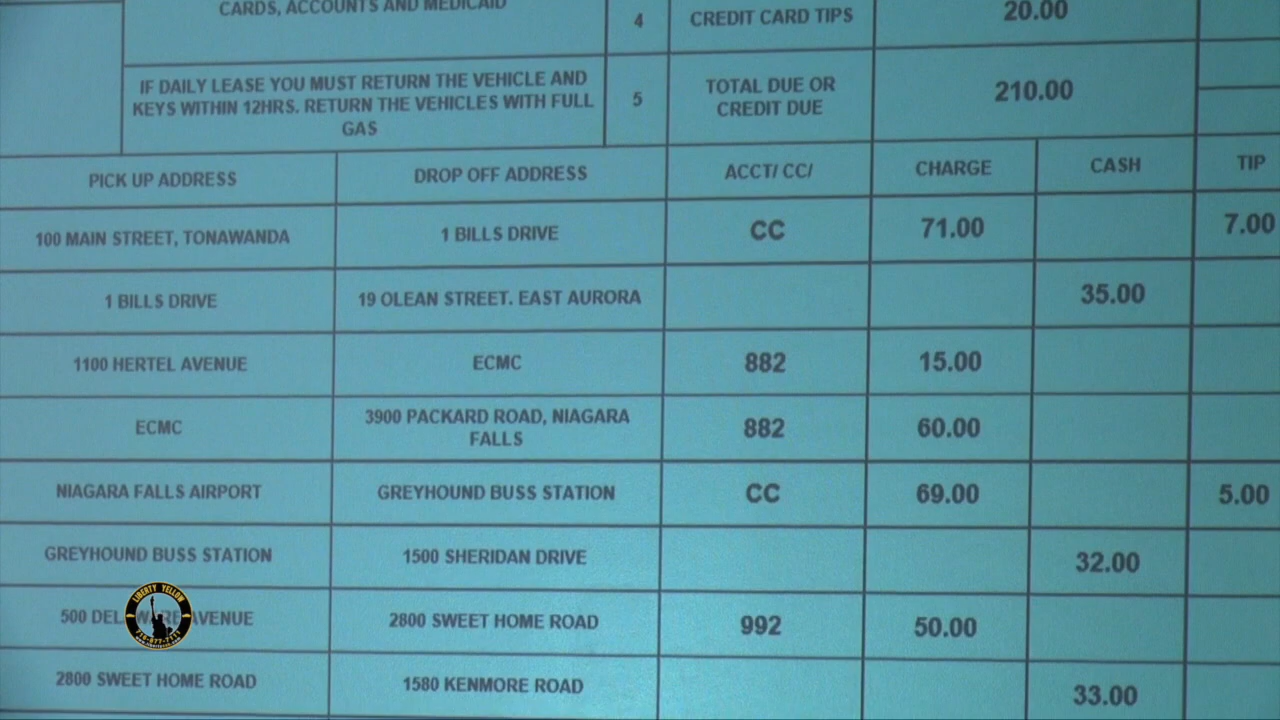 CARDS, ACCOUNTS AND MEDICAID
4
CREDIT CARD TIPS
20.00
IF DAILY LEASE YOU MUST RETURN THE VEHICLE AND
KEYS WITHIN 12HRS. RETURN THE VEHICLES WITH FULL
GAS
5
TOTAL DUE OR
CREDIT DUE
210.00
PICK UP ADDRESS
DROP OFF ADDRESS
ACCT/ CC/
CHARGE
CASH
TIP
100 MAIN STREET, TONAWANDA
1 BILLS DRIVE
CC
71.00
7.00
1 BILLS DRIVE
19 OLEAN STREET. EAST AURORA
35.00
1100 HERTEL AVENUE
ECMC
882
15.00
ECMC
3900 PACKARD ROAD, NIAGARA
FALLS
882
60.00
NIAGARA FALLS AIRPORT
GREYHOUND BUSS STATION
CC
69.00
5.00
GREYHOUND BUSS STATION
1500 SHERIDAN DRIVE
32.00
500 DELAWARE AVENUE
2800 SWEET HOME ROAD
992
50.00
2800 SWEET HOME ROAD
1580 KENMORE ROAD
33.00
LIBERTY YELLOW
716-877-7111